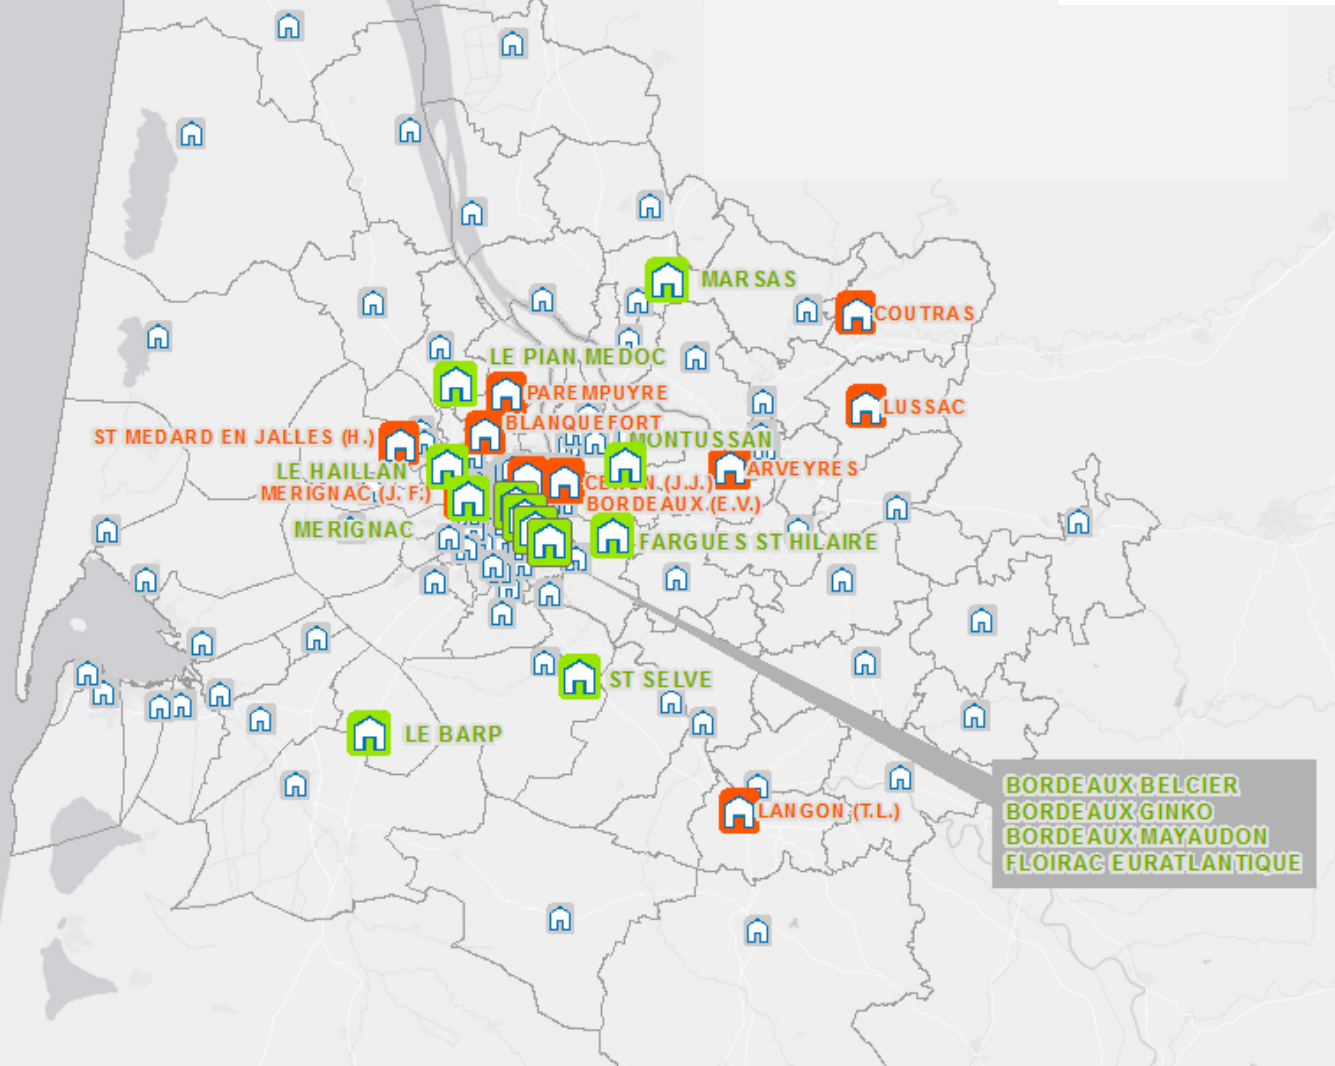 MARSAS
COUTRAS
LE PIAN MEDOC
PAREMPUYRE
LUSSAC
BLANQUEFORT
ST MEDARD EN JALLES (H.)
MONTUSSAN
LE HAILLAN
ARVEYRES
(J.J.)
MERIGNAC (J. F.)
BORDEAUX (E.V.)
MERIGNAC
FARGUES ST HILAIRE
ST SELVE
LE BARP
BORDEAUX BELCIER
LANGON (T.L.)
BORDEAUX GINKO
BORDEAUX MAYAUDON
FLOIRAC EURATLANTIQUE